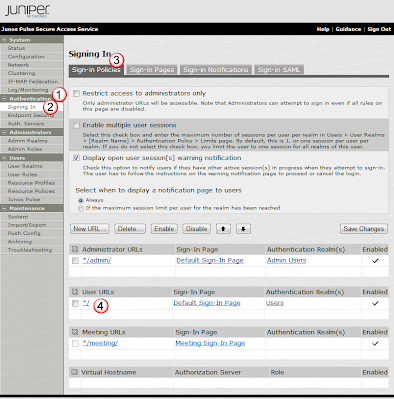 JUNIPER
NETWORKS
Junos Pulse Secure Access Service
Help | Guidance | Sign Out
System
Status
Configuration
Network
Clustering
IF-MAP Federation
Log/Monitoring
Authentication
Signing In
Endpoint Security
Auth. Servers
Administrators
Admin Realms
Admin Roles
Users
User Realms
User Roles
Resource Profiles
Resource Policies
Junos Pulse
Maintenance
System
Import/Export
Push Config
Archiving
Troubleshooting
1
2
Signing In
3
Sign-in Policies Sign-in Pages Sign-in Notifications Sign-in SAML
Restrict access to administrators only
Only administrator URLs will be accessible. Note that Administrators can attempt to sign in even if all rules on
this page are disabled.
Enable multiple user sessions
Select this check box and enter the maximum number of sessions per user per realm in Users > User Realms
> [Realm Name] > Authentication Policy > Limits page. By default, this is 1, or one session per user per
realm. If you do not select this check box, you limit the user to one session for all realms of this user.
Display open user session[s] warning notification
Check this option to notify users if they have other active session[s] in progress when they attempt to sign-in.
The user has to follow the instructions on the warning notification page to proceed or cancel the login.
Select when to display a notification page to users
Always
If the maximum session limit per user for the realm has been reached
New URL... Delete... Enable Disable Save Changes
Administrator URLs Sign-In Page Authentication Realm(s) Enabled
*/admin/ Default Sign-In Page Admin Users
User URLs Sign-In Page Authentication Realm(s) Enabled
*/ 4 Default Sign-In Page Users
Meeting URLs Sign-In Page Authentication Realm(s) Enabled
*/meeting/ Meeting Sign-In Page
Virtual Hostname Authorization Server Role Enabled